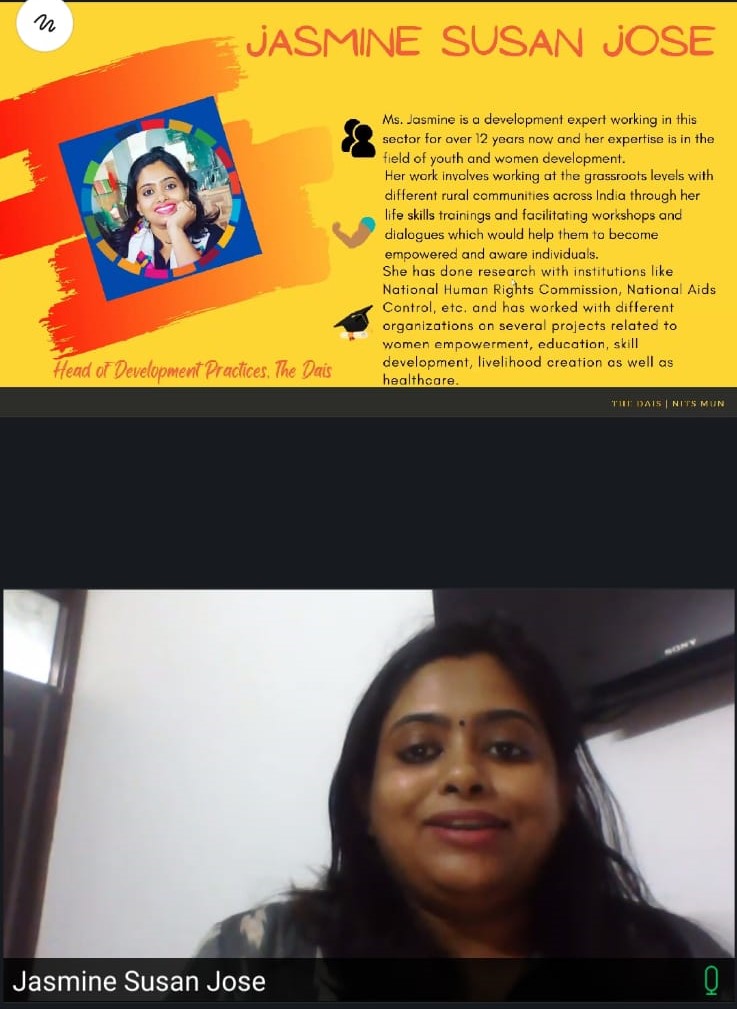 JASMINE SUSAN JOSE
Ms. Jasmine is a development expert working in this
sector for over 12 years now and her expertise is in the
field of youth and women development.
Her work involves working at the grassroots levels with
different rural communities across India through her
life skills trainings and facilitating workshops and
dialogues which would help them to become
empowered and aware individuals.
She has done research with institutions like
National Human Rights Commission, National Aids
Control, etc. and has worked with different
organizations on several projects related to
women empowerment, education, skill
development, livelihood creation as well as
healthcare.
Head of Development Practices, The Dais
THE DAIS | NITS MUN
SONY
Jasmine Susan Jose